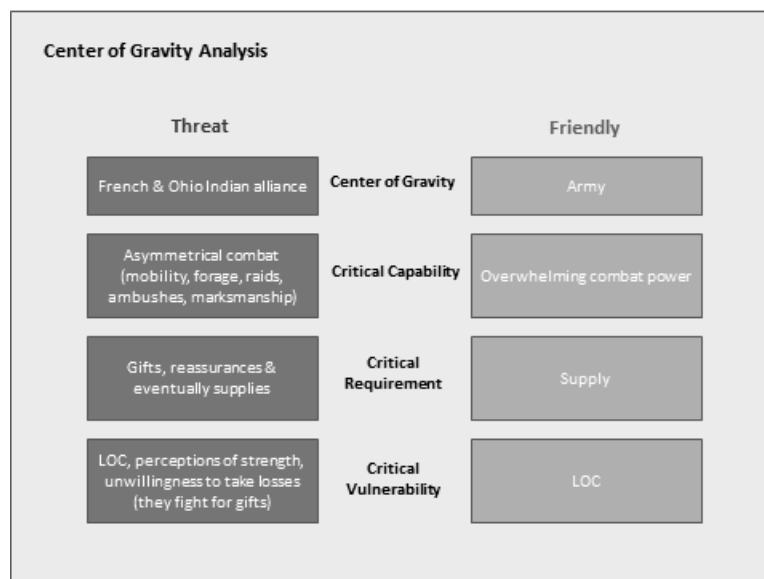 Center of Gravity Analysis
Threat
Friendly
French & Ohio Indian alliance
Center of Gravity
Army
Asymmetrical combat
(mobility, forage, raids,
ambushes, marksmanship)
Critical Capability
Overwhelming combat power
Gifts, reassurances &
eventually supplies
Critical
Requirement
Supply
LOC, perceptions of strength,
unwillingness to take losses
(they fight for gifts)
Critical
Vulnerability
LOC